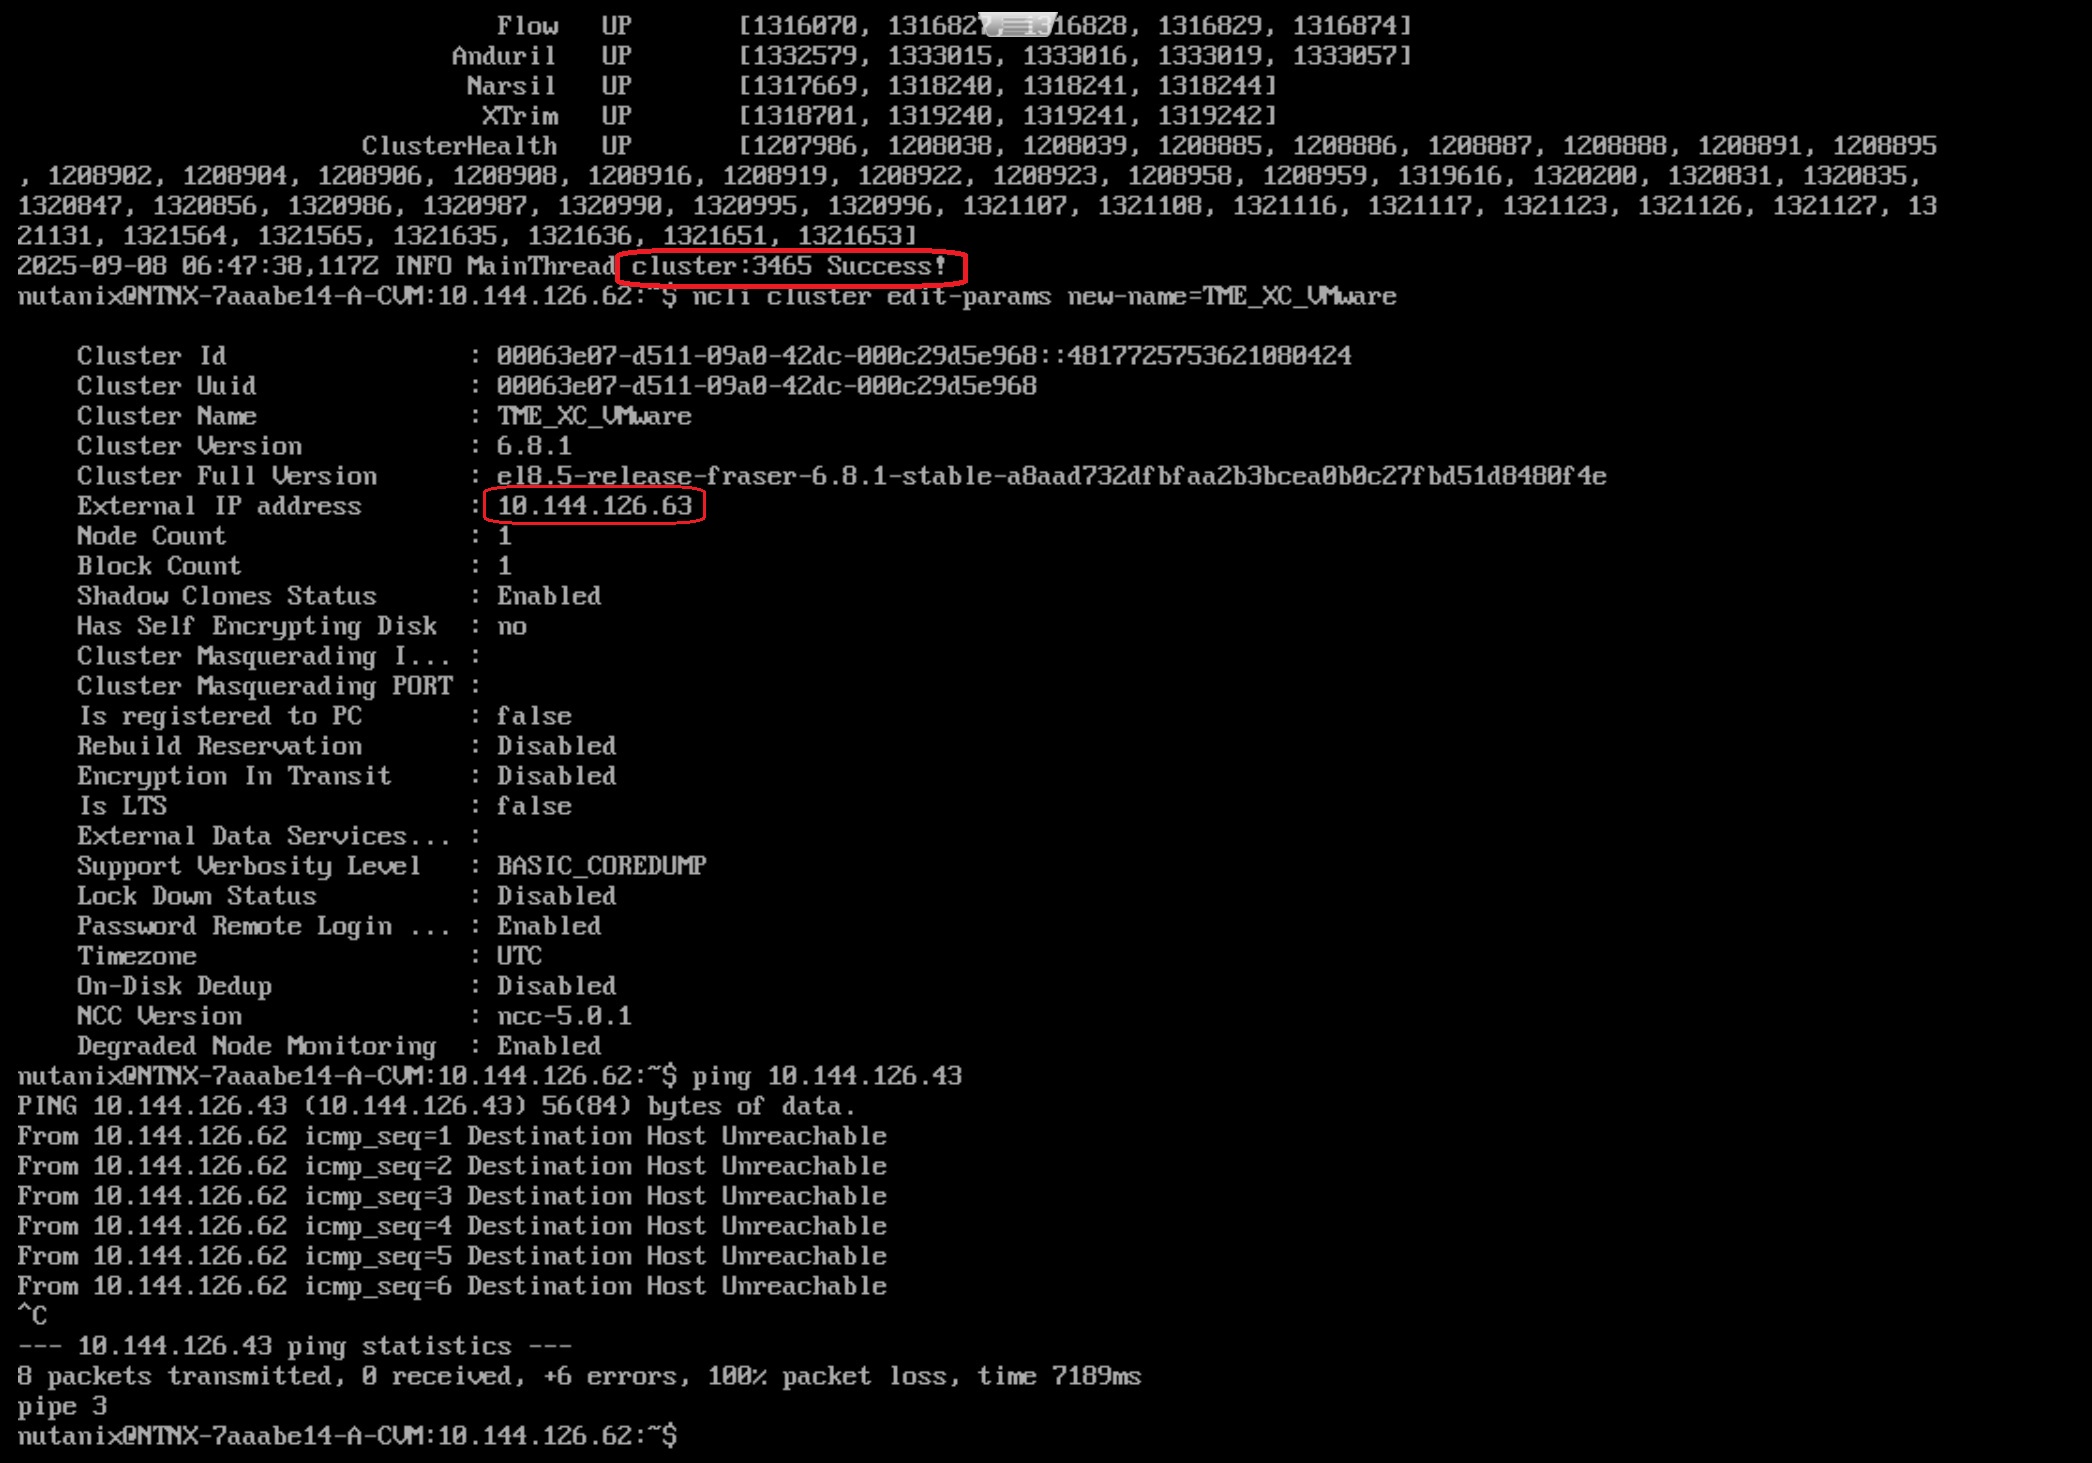 Flow   UP   [1316070, 1316827, 1316828, 1316829, 1316874]
Anduril   UP   [1332579, 1333015, 1333016, 1333019, 1333057]
Narsil   UP   [1317669, 1318240, 1318241, 1318244]
XTrim   UP   [1318701, 1319240, 1319241, 1319242]
ClusterHealth   UP   [1207986, 1208038, 1208039, 1208885, 1208886, 1208887, 1208888, 1208891, 1208895
, 1208902, 1208904, 1208906, 1208908, 1208916, 1208919, 1208922, 1208923, 1208958, 1208959, 1319616, 1320200, 1320831, 1320835,
1320847, 1320856, 1320986, 1320987, 1320990, 1320995, 1320996, 1321107, 1321108, 1321116, 1321117, 1321123, 1321126, 1321127, 13
21131, 1321564, 1321565, 1321635, 1321636, 1321651, 1321653]
2025-09-08 06:47:38,117Z INFO MainThread cluster:3465 Success!
nutanix@NTNX-7aaabe14-A-CVM:10.144.126.62:~$ ncli cluster edit-params new-name=TME_XC_VMware
Cluster Id : 00063e07-d511-09a0-42dc-000c29d5e968::4817725753621080424
Cluster Uuid : 00063e07-d511-09a0-42dc-000c29d5e968
Cluster Name : TME_XC_VMware
Cluster Version : 6.8.1
Cluster Full Version : el8.5-release-fraser-6.8.1-stable-a8aad732dfbfaa2b3bcea0b0c27fbd51d8480f4e
External IP address : 10.144.126.63
Node Count : 1
Block Count : 1
Shadow Clones Status : Enabled
Has Self Encrypting Disk : no
Cluster Masquerading I... :
Cluster Masquerading PORT :
Is registered to PC : false
Rebuild Reservation : Disabled
Encryption In Transit : Disabled
Is LTS : false
External Data Services... :
Support Verbosity Level : BASIC_COREDUMP
Lock Down Status : Disabled
Password Remote Login ... : Enabled
Timezone : UTC
On-Disk Dedup : Disabled
NCC Version : ncc-5.0.1
Degraded Node Monitoring : Enabled
nutanix@NTNX-7aaabe14-A-CVM:10.144.126.62:~$ ping 10.144.126.43
PING 10.144.126.43 (10.144.126.43) 56(84) bytes of data.
From 10.144.126.62 icmp_seq=1 Destination Host Unreachable
From 10.144.126.62 icmp_seq=2 Destination Host Unreachable
From 10.144.126.62 icmp_seq=3 Destination Host Unreachable
From 10.144.126.62 icmp_seq=4 Destination Host Unreachable
From 10.144.126.62 icmp_seq=5 Destination Host Unreachable
From 10.144.126.62 icmp_seq=6 Destination Host Unreachable
^C
--- 10.144.126.43 ping statistics ---
8 packets transmitted, 0 received, +6 errors, 100% packet loss, time 7189ms
pipe 3
nutanix@NTNX-7aaabe14-A-CVM:10.144.126.62:~$